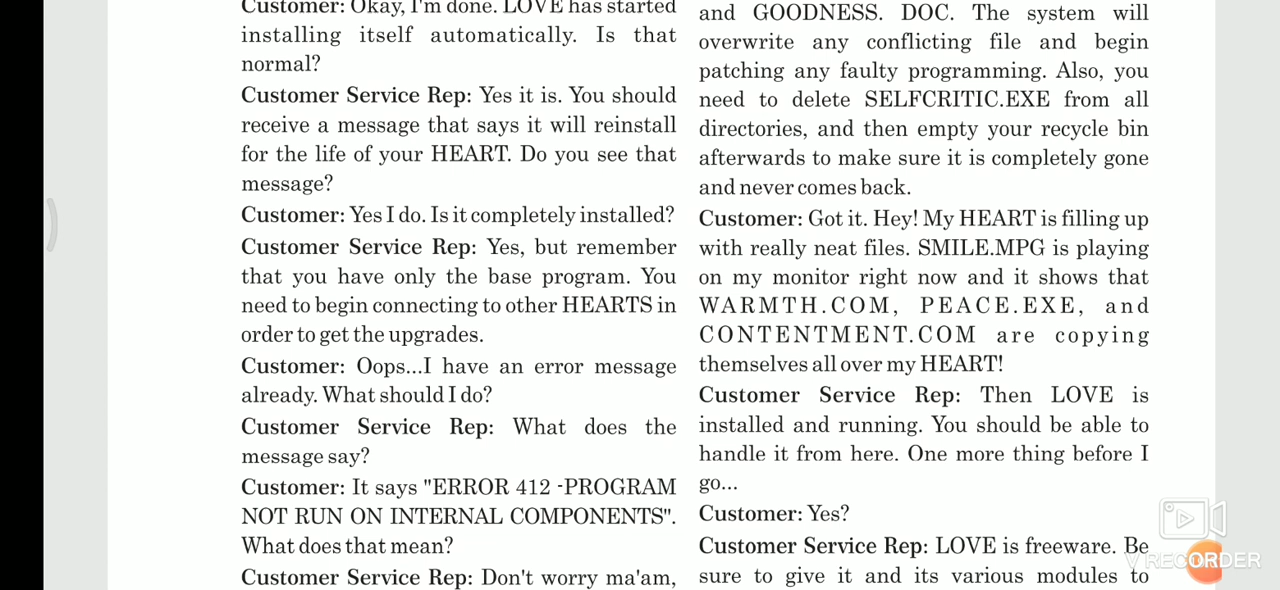 Customer: Okay, I'm done. LOVE has started
installing itself automatically. Is that
normal?
Customer Service Rep: Yes it is. You should
receive a message that says it will reinstall
for the life of your HEART. Do you see that
message?
Customer: Yes I do. Is it completely installed?
Customer Service Rep: Yes, but remember
that you have only the base program. You
need to begin connecting to other HEARTS in
order to get the upgrades.
Customer: Oops...I have an error message
already. What should I do?
Customer Service Rep: What does the
message say?
Customer: It says "ERROR 412 -PROGRAM
NOT RUN ON INTERNAL COMPONENTS".
What does that mean?
Customer Service Rep: Don't worry ma'am,
and GOODNESS. DOC. The system will
overwrite any conflicting file and begin
patching any faulty programming. Also, you
need to delete SELFCRITIC.EXE from all
directories, and then empty your recycle bin
afterwards to make sure it is completely gone
and never comes back.
Customer: Got it. Hey! My HEART is filling up
with really neat files. SMILE.MPG is playing
on my monitor right now and it shows that
WARMTH.COM, PEACE.EXE, and
CONTENTMENT.COM are copying
themselves all over my HEART!
Customer Service Rep: Then LOVE is
installed and running. You should be able to
handle it from here. One more thing before I
go...
Customer: Yes?
Customer Service Rep: LOVE is freeware. Be
sure to give it and its various modules to
V RECORDER